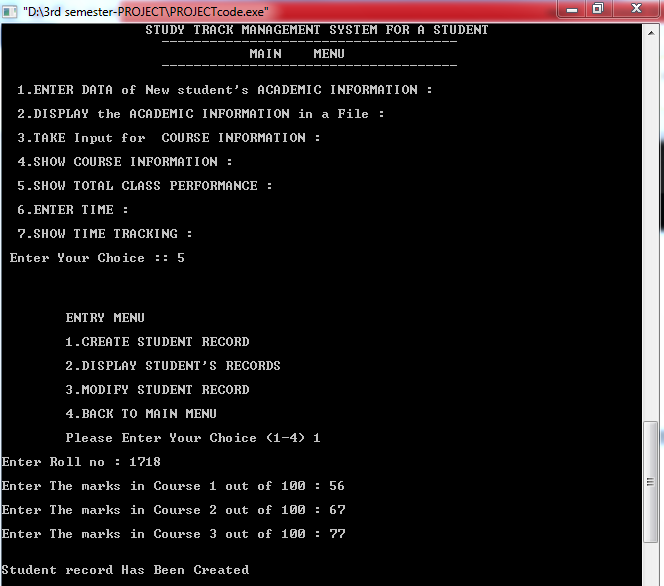 "D:\3rd semester-PROJECT\PROJECTcode.exe"
STUDY TRACK MANAGEMENT SYSTEM FOR A STUDENT
MAIN    MENU
1.ENTER DATA of New student's ACADEMIC INFORMATION :
2.DISPLAY the ACADEMIC INFORMATION in a File :
3.TAKE Input for  COURSE INFORMATION :
4.SHOW COURSE INFORMATION :
5.SHOW TOTAL CLASS PERFORMANCE :
6.ENTER TIME :
7.SHOW TIME TRACKING :
Enter Your Choice :: 5
ENTRY MENU
1.CREATE STUDENT RECORD
2.DISPLAY STUDENT'S RECORDS
3.MODIFY STUDENT RECORD
4.BACK TO MAIN MENU
Please Enter Your Choice (1-4) 1
Enter Roll no : 1718
Enter The marks in Course 1 out of 100 : 56
Enter The marks in Course 2 out of 100 : 67
Enter The marks in Course 3 out of 100 : 77
Student record Has Been Created